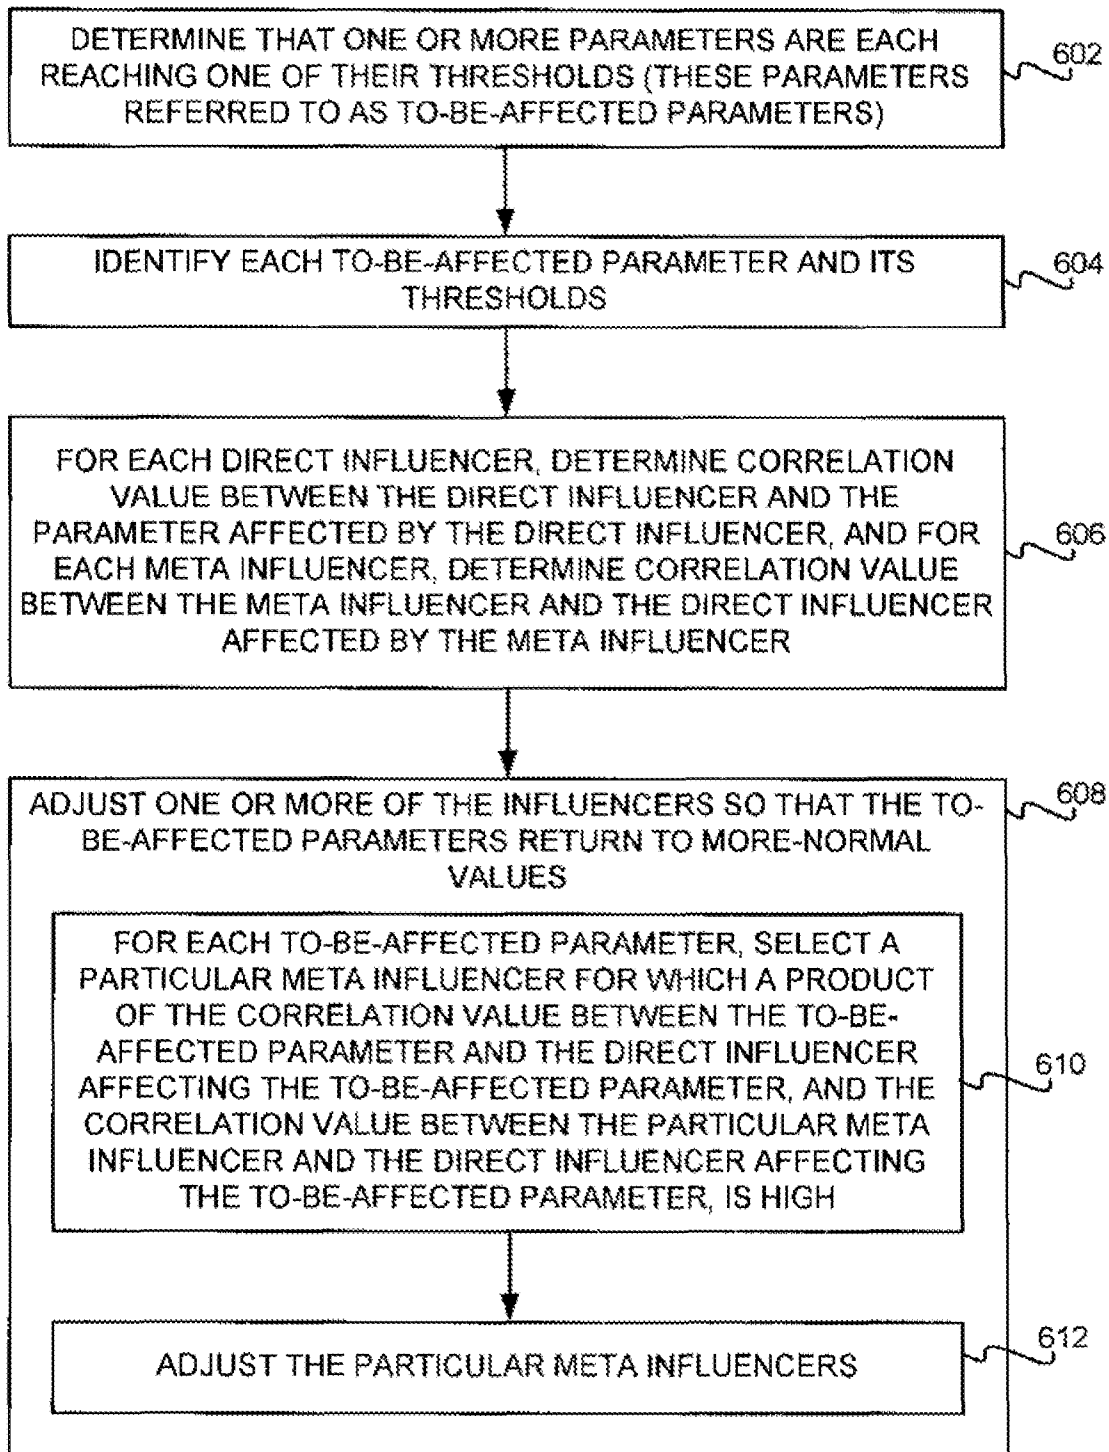 DETERMINE THAT ONE OR MORE PARAMETERS ARE EACH
REACHING ONE OF THEIR THRESHOLDS (THESE PARAMETERS
REFERRED TO AS TO-BE-AFFECTED PARAMETERS)
602
IDENTIFY EACH TO-BE-AFFECTED PARAMETER AND ITS
THRESHOLDS
604
FOR EACH DIRECT INFLUENCER, DETERMINE CORRELATION
VALUE BETWEEN THE DIRECT INFLUENCER AND THE
PARAMETER AFFECTED BY THE DIRECT INFLUENCER, AND FOR
EACH META INFLUENCER, DETERMINE CORRELATION VALUE
BETWEEN THE META INFLUENCER AND THE DIRECT INFLUENCER
AFFECTED BY THE META INFLUENCER
606
ADJUST ONE OR MORE OF THE INFLUENCERS SO THAT THE TO-
BE-AFFECTED PARAMETERS RETURN TO MORE-NORMAL
VALUES
608
FOR EACH TO-BE-AFFECTED PARAMETER, SELECT A
PARTICULAR META INFLUENCER FOR WHICH A PRODUCT
OF THE CORRELATION VALUE BETWEEN THE TO-BE-
AFFECTED PARAMETER AND THE DIRECT INFLUENCER
AFFECTING THE TO-BE-AFFECTED PARAMETER, AND THE
CORRELATION VALUE BETWEEN THE PARTICULAR META
INFLUENCER AND THE DIRECT INFLUENCER AFFECTING
THE TO-BE-AFFECTED PARAMETER, IS HIGH
610
ADJUST THE PARTICULAR META INFLUENCERS
612